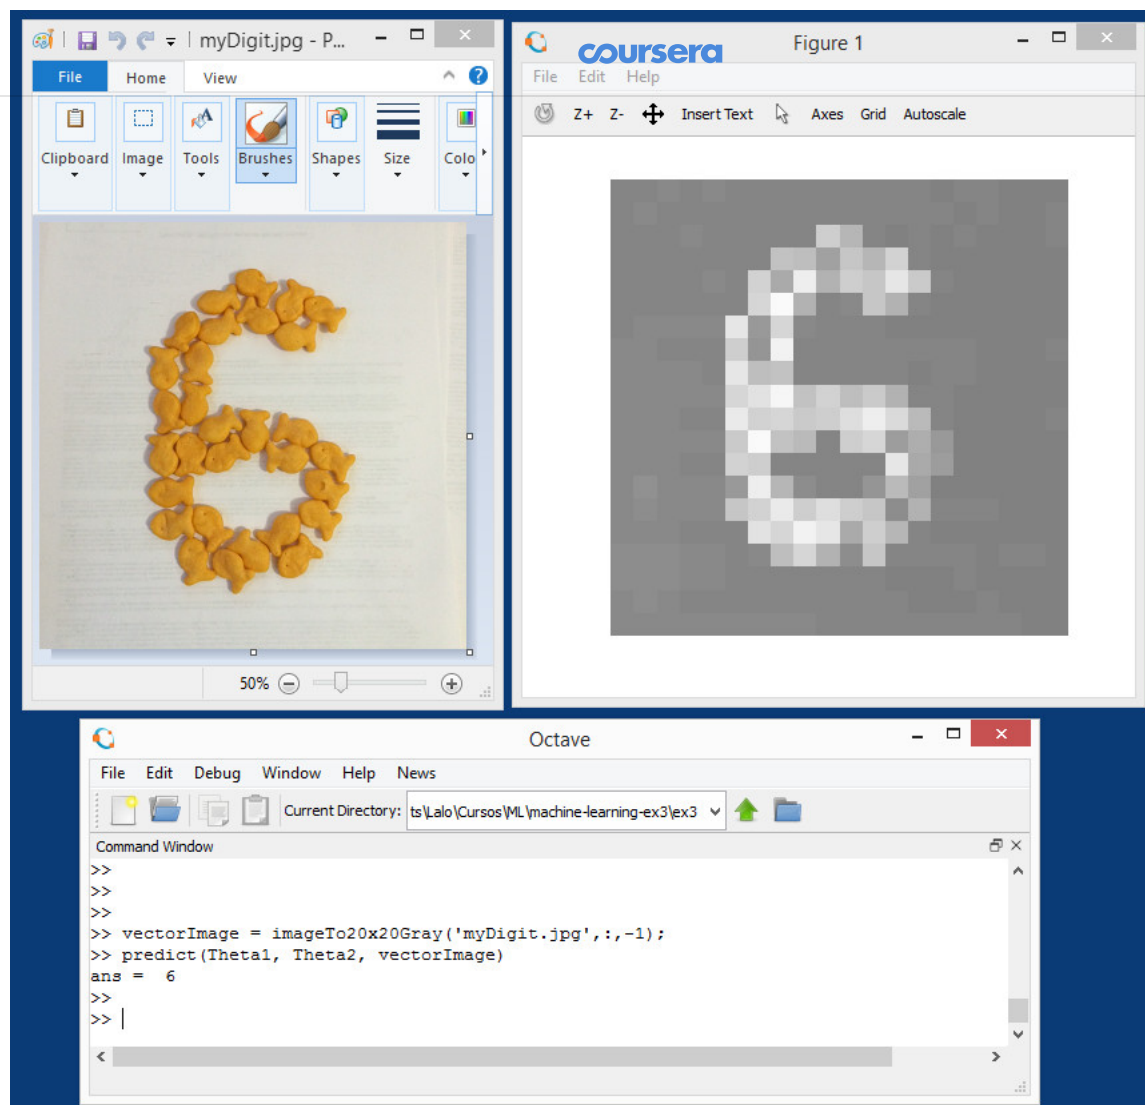 myDigit.jpg - P...
File Home View
Clipboard Image Tools Brushes Shapes Size Colo
50%
coursera
Figure 1
File Edit Help
Z+ Z- Insert Text Axes Grid Autoscale
Octave
File Edit Debug Window Help News
Current Directory: ts\Lalo\Cursos\ML\machine-learning-ex3\ex3
Command Window
>>
>>
>>
>> vectorImage = imageTo20x20Gray('myDigit.jpg',:,-1);
>> predict(Theta1, Theta2, vectorImage)
ans = 6
>>
>>